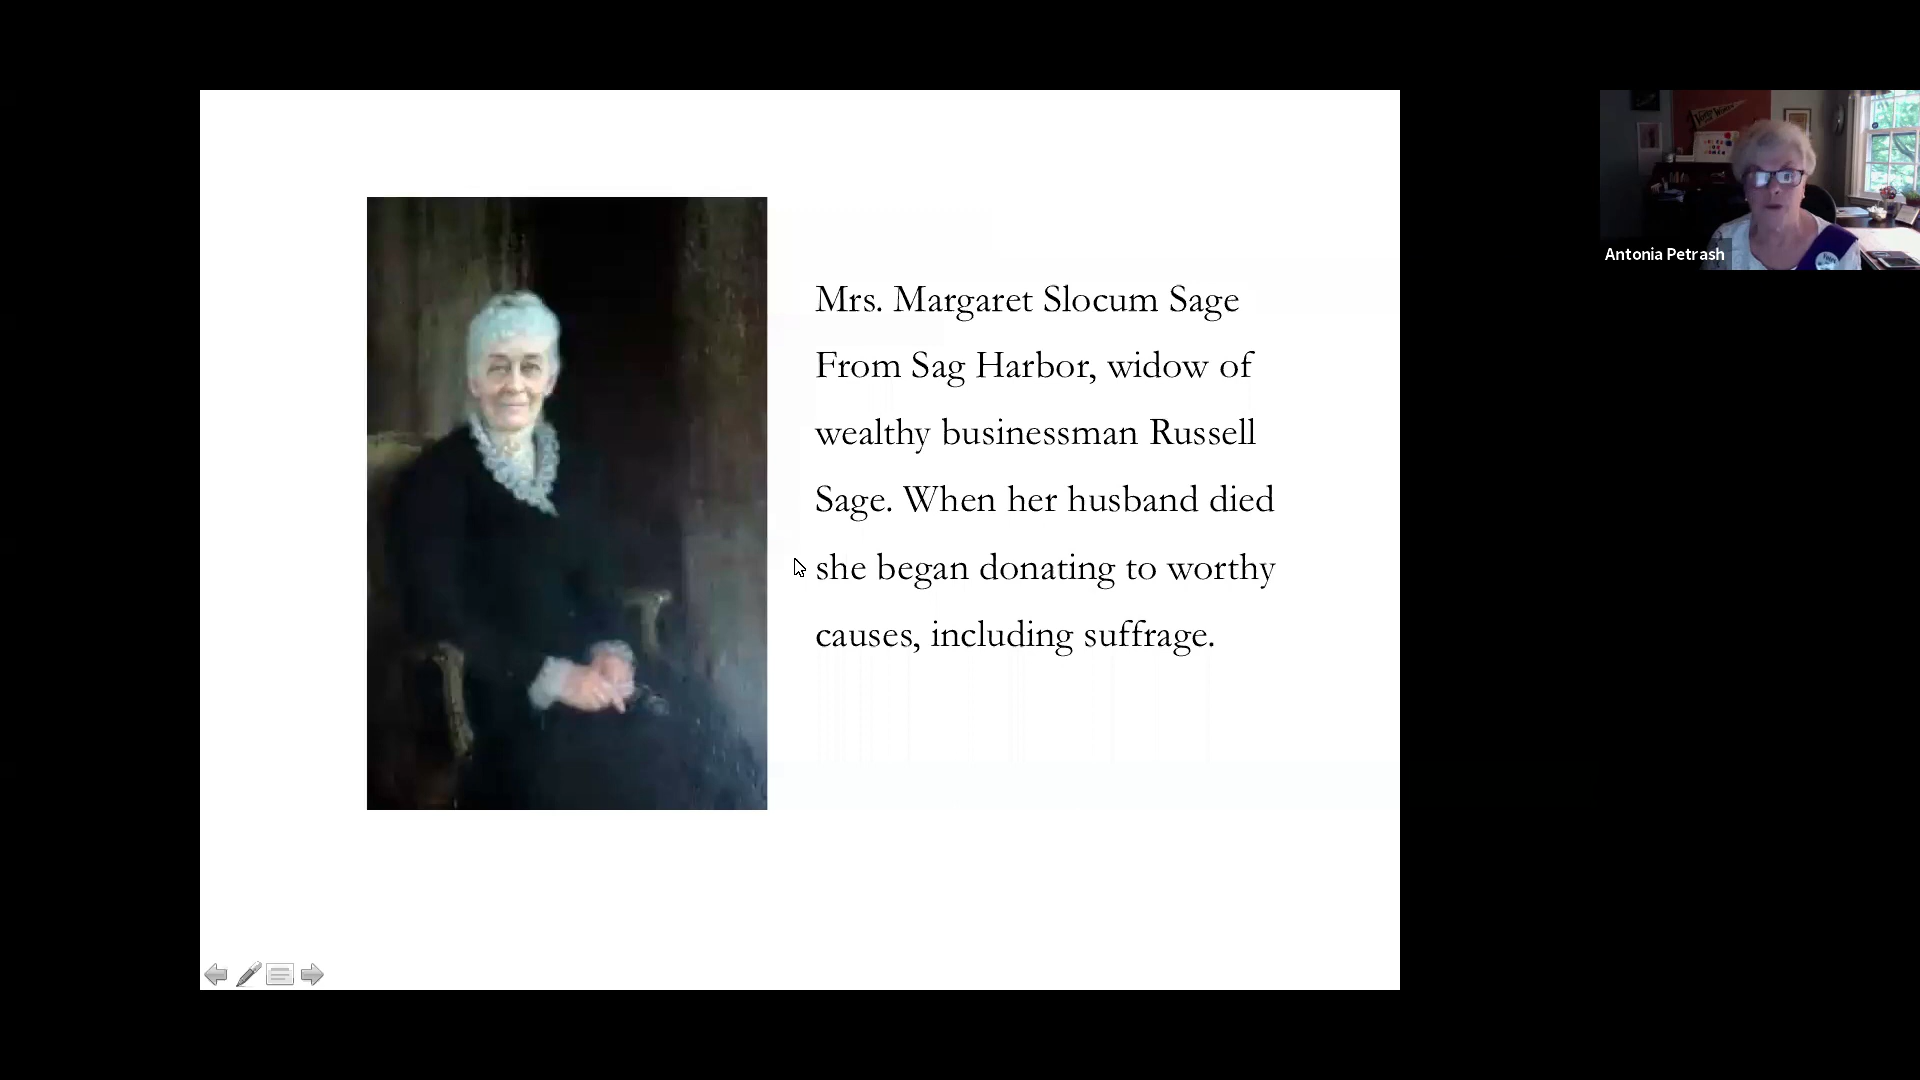 Mrs. Margaret Slocum Sage
From Sag Harbor, widow of
wealthy businessman Russell
Sage. When her husband died
she began donating to worthy
causes, including suffrage.
Antonia Petrash